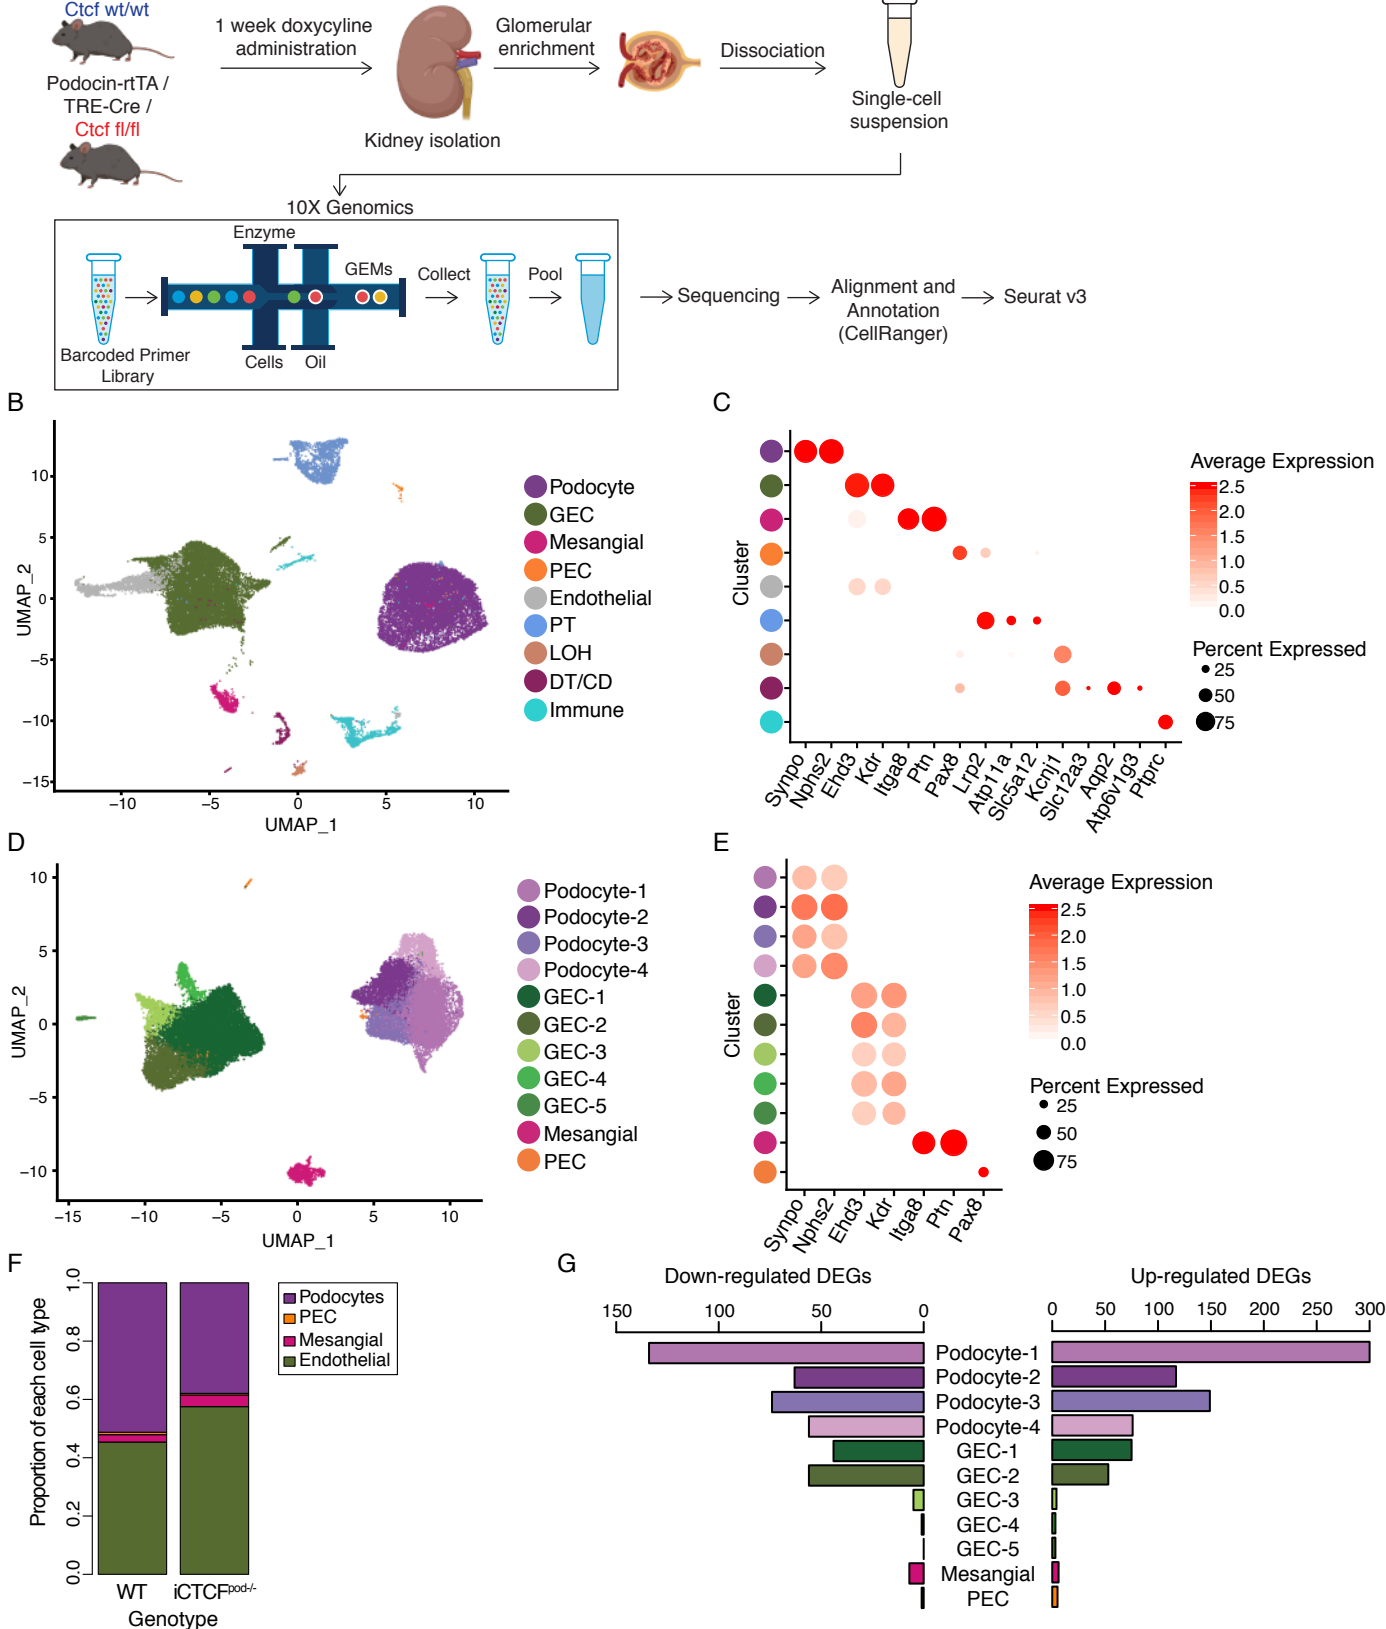 Ctcf wt/wt
Podocin-rtTA /
TRE-Cre /
Ctcf fl/fl
1 week doxycyline
administration
Kidney isolation
Glomerular
enrichment
Dissociation
Single-cell
suspension
10X Genomics
Enzyme
GEMs
Cells
Oil
Barcoded Primer
Library
Collect
Pool
Sequencing
Alignment and
Annotation
(CellRanger)
Seurat v3
B
UMAP_2
10
5
0
−5
−10
−15
−10
−5
0
5
10
UMAP_1
Podocyte
GEC
Mesangial
PEC
Endothelial
PT
LOH
DT/CD
Immune
C
Cluster
Synpo
Nphs2
Ehd3
Kdr
Itga8
Ptn
Pax8
Lrp2
Atp11a
Slc5a12
Kcnj1
Slc12a3
Aqp2
Atp6v1g3
Ptprc
Average Expression
2.5
2.0
1.5
1.0
0.5
0.0
Percent Expressed
25
50
75
D
UMAP_2
10
5
0
−5
−10
−15
−10
−5
0
5
10
UMAP_1
Podocyte-1
Podocyte-2
Podocyte-3
Podocyte-4
GEC-1
GEC-2
GEC-3
GEC-4
GEC-5
Mesangial
PEC
E
Cluster
Synpo
Nphs2
Ehd3
Kdr
Itga8
Ptn
Pax8
Average Expression
2.5
2.0
1.5
1.0
0.5
0.0
Percent Expressed
25
50
75
F
Proportion of each cell type
1.0
0.8
0.6
0.4
0.2
0.0
WT
iCTCFpod-/-
Genotype
Podocytes
PEC
Mesangial
Endothelial
G
Down-regulated DEGs
150
100
50
0
Up-regulated DEGs
0
50
100
150
200
250
300
Podocyte-1
Podocyte-2
Podocyte-3
Podocyte-4
GEC-1
GEC-2
GEC-3
GEC-4
GEC-5
Mesangial
PEC